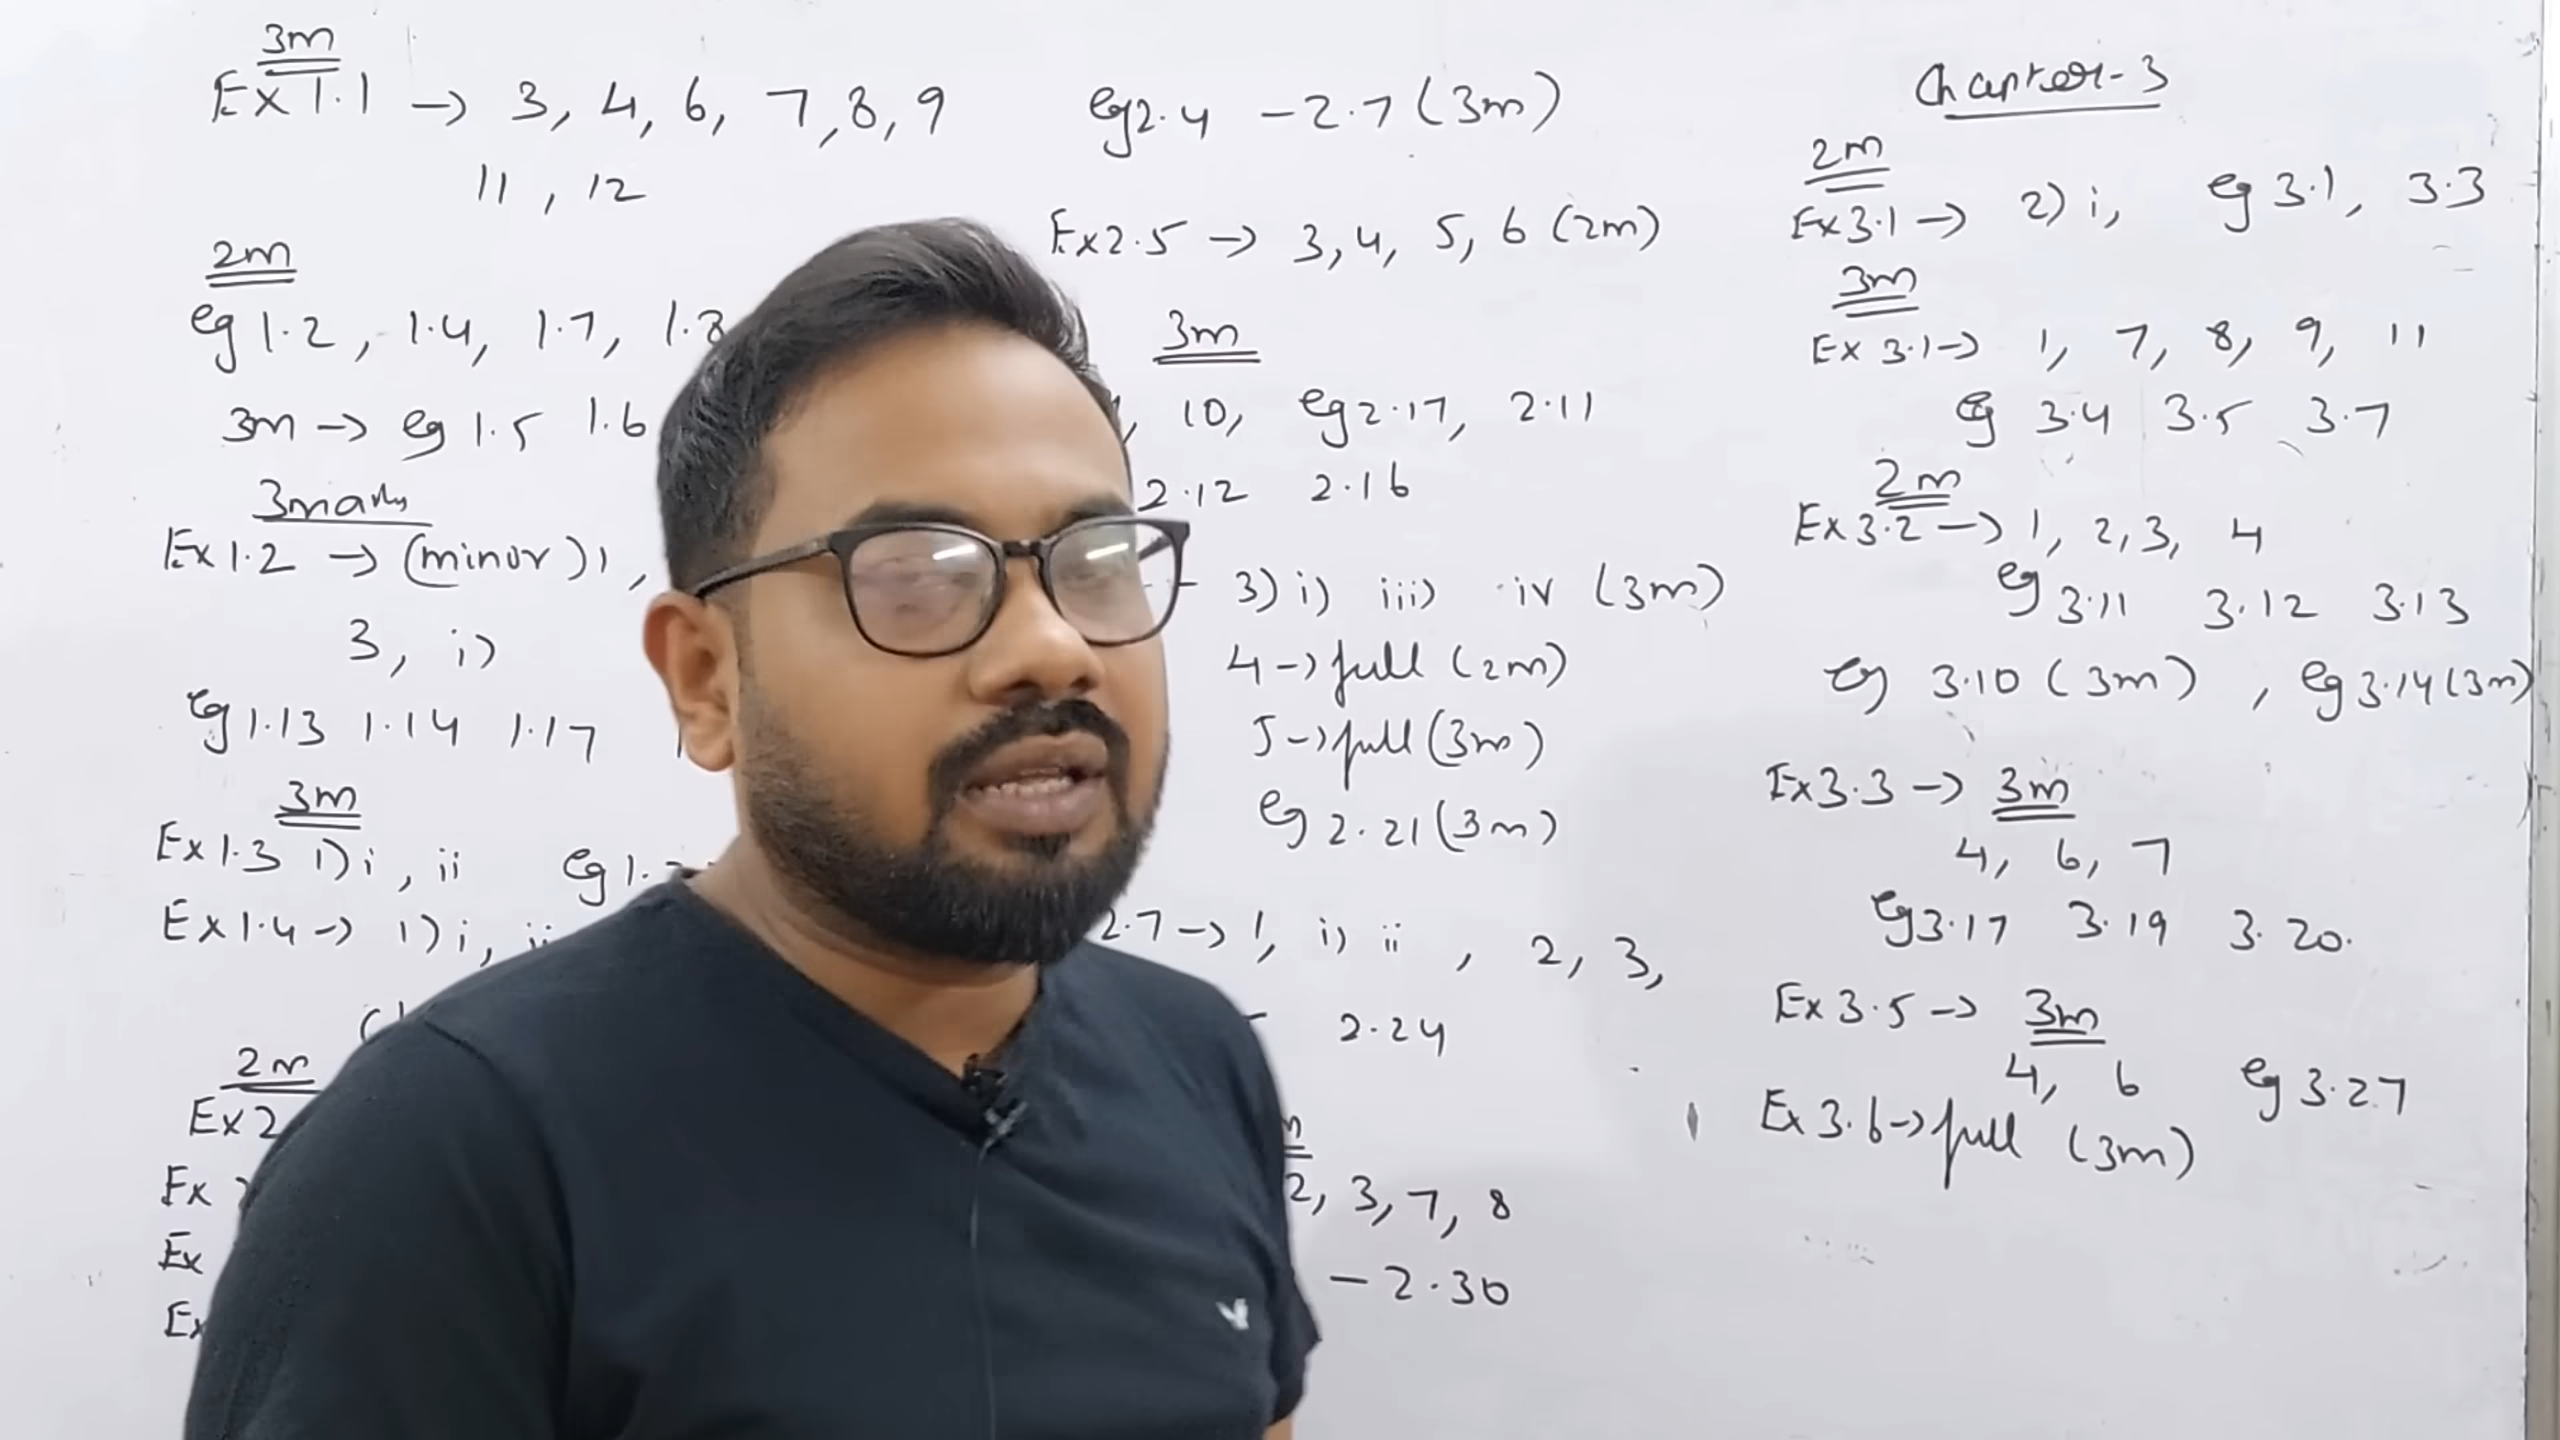 3m
Ex 1.1 → 3, 4, 6, 7, 8, 9
11, 12
2m
eg 1.2, 1.4, 1.7, 1.8
3m → eg 1.5 1.6
3marks
Ex 1.2 → (minor) 1,
3, i)
eg 1.13 1.14 1.17
3m
Ex 1.3 1) i, ii eg 1.
Ex 1.4 → 1) i, ii
2m
Ex 2
Ex
Ex
Ex
eg 2.4 - 2.7 (3m)
Ex 2.5 → 3, 4, 5, 6 (2m)
3m
, 10, eg 2.17, 2.11
2.12 2.16
3) i) iii) iv (3m)
4 → full (2m)
5 → full (3m)
eg 2.21 (3m)
2.7 → 1, i) ii, 2, 3,
2.24
2, 3, 7, 8
- 2.30
Chapter-3
2m
Ex 3.1 → 2) i, eg 3.1, 3.3
3m
Ex 3.1 → 1, 7, 8, 9, 11
eg 3.4 3.5 3.7
2m
Ex 3.2 → 1, 2, 3, 4
eg 3.11 3.12 3.13
eg 3.10 (3m), eg 3.14 (3m)
Ex 3.3 → 3m
4, 6, 7
eg 3.17 3.19 3.20.
Ex 3.5 → 3m
4, 6 eg 3.27
Ex 3.6 → full (3m)